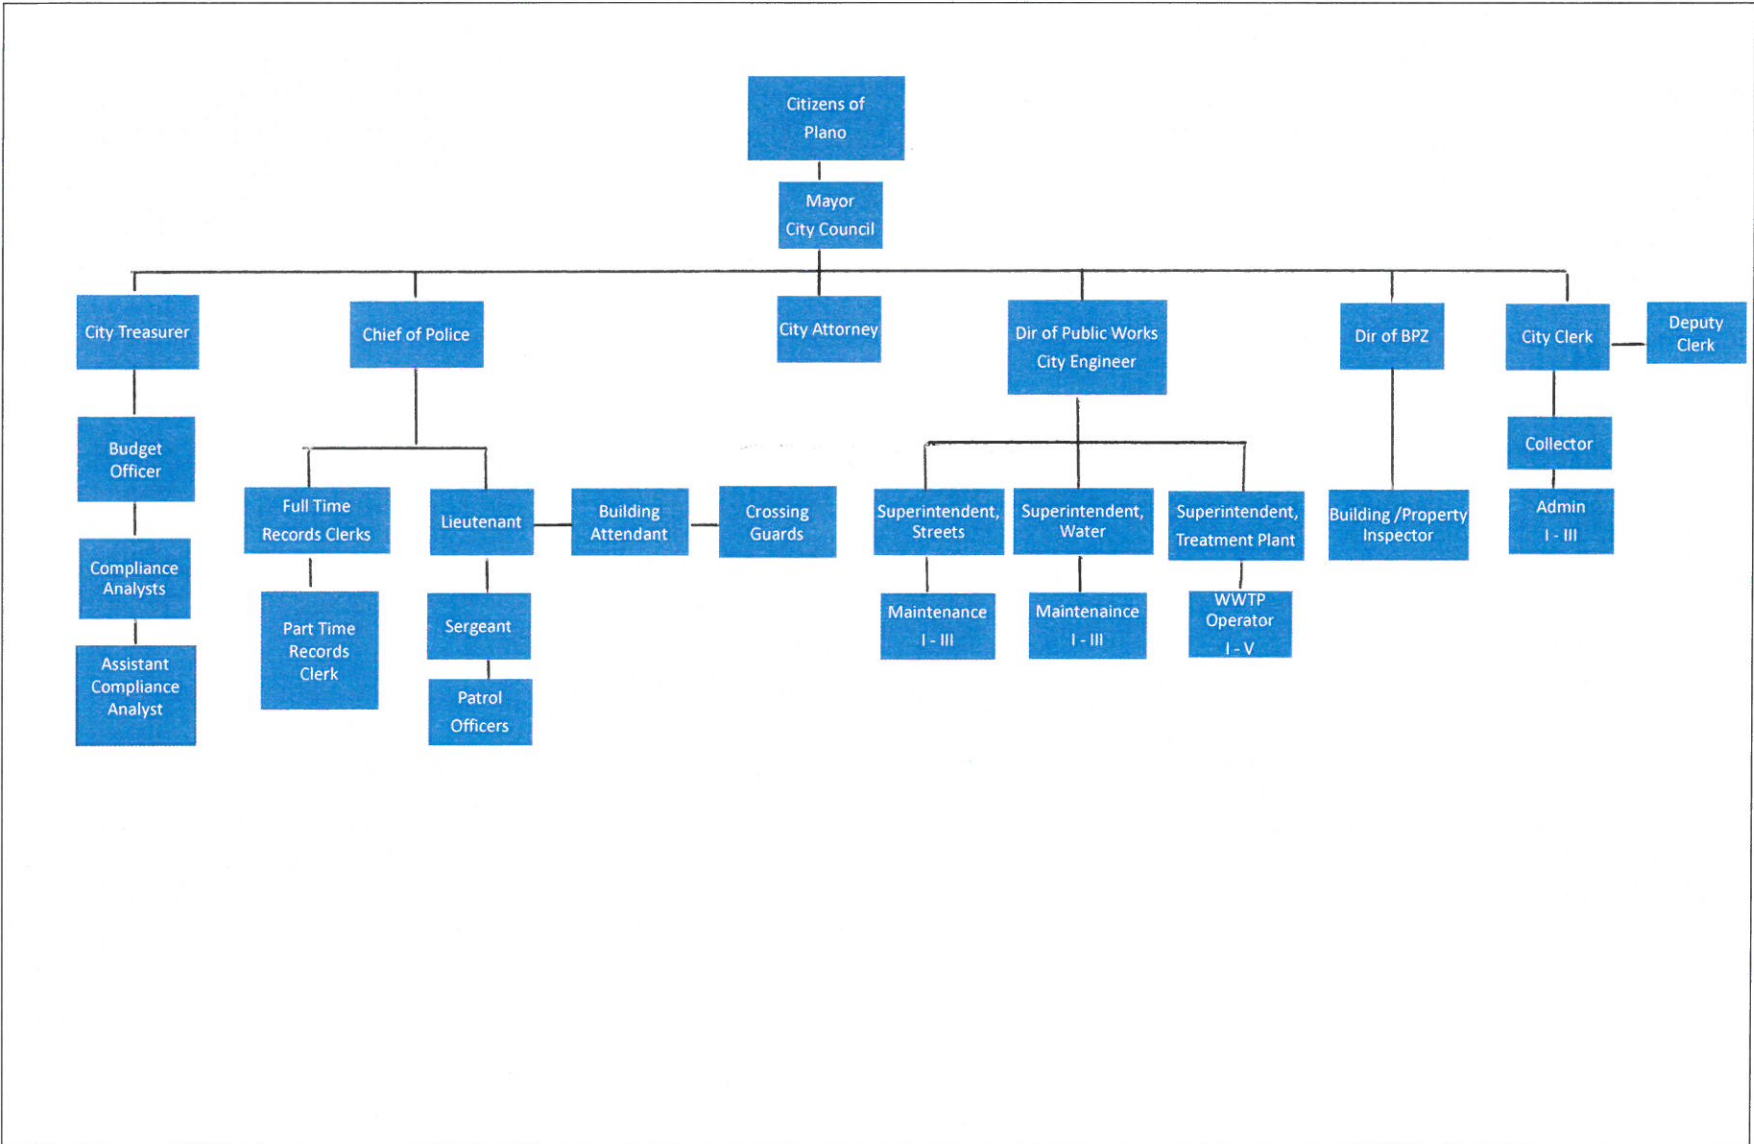 Citizens of
Plano
Mayor
City Council
City Treasurer
Chief of Police
City Attorney
Dir of Public Works
City Engineer
Dir of BPZ
City Clerk
Deputy
Clerk
Budget
Officer
Collector
Full Time
Records Clerks
Lieutenant
Building
Attendant
Crossing
Guards
Superintendent,
Streets
Superintendent,
Water
Superintendent,
Treatment Plant
Building /Property
Inspector
Admin
I - III
Compliance
Analysts
Part Time
Records
Clerk
Sergeant
Maintenance
I - III
Maintenaince
I - III
WWTP
Operator
I - V
Assistant
Compliance
Analyst
Patrol
Officers